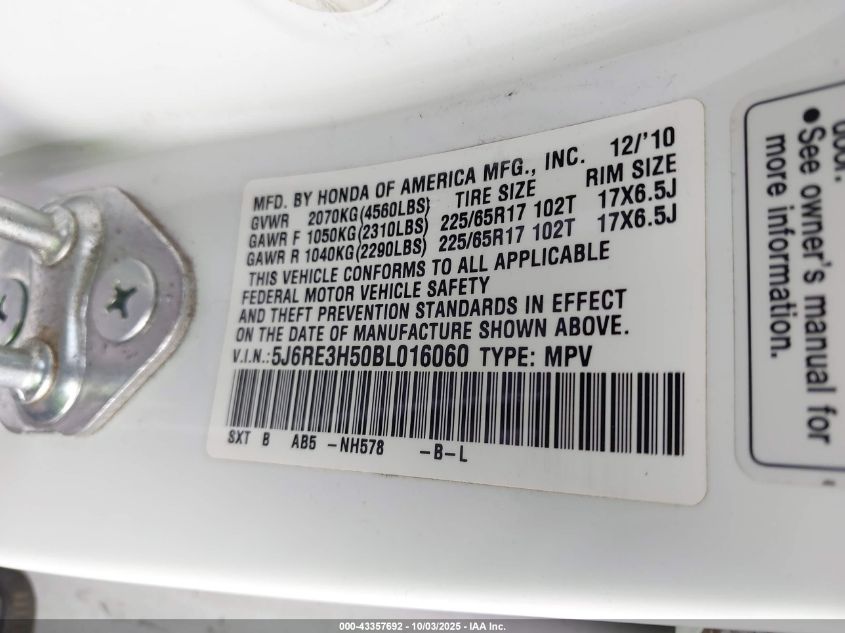 MFD. BY HONDA OF AMERICA MFG., INC. 12/'10
GVWR 2070KG(4560LBS) TIRE SIZE RIM SIZE
GAWR F 1050KG(2310LBS) 225/65R17 102T 17X6.5J
GAWR R 1040KG(2290LBS) 225/65R17 102T 17X6.5J
THIS VEHICLE CONFORMS TO ALL APPLICABLE
FEDERAL MOTOR VEHICLE SAFETY
AND THEFT PREVENTION STANDARDS IN EFFECT
ON THE DATE OF MANUFACTURE SHOWN ABOVE.
V.I.N.:5J6RE3H50BL016060 TYPE: MPV
SXT B AB5 -NH578 -B-L
door.
●See owner's manual for
more information.
000-43357692 - 10/03/2025 - IAA Inc.